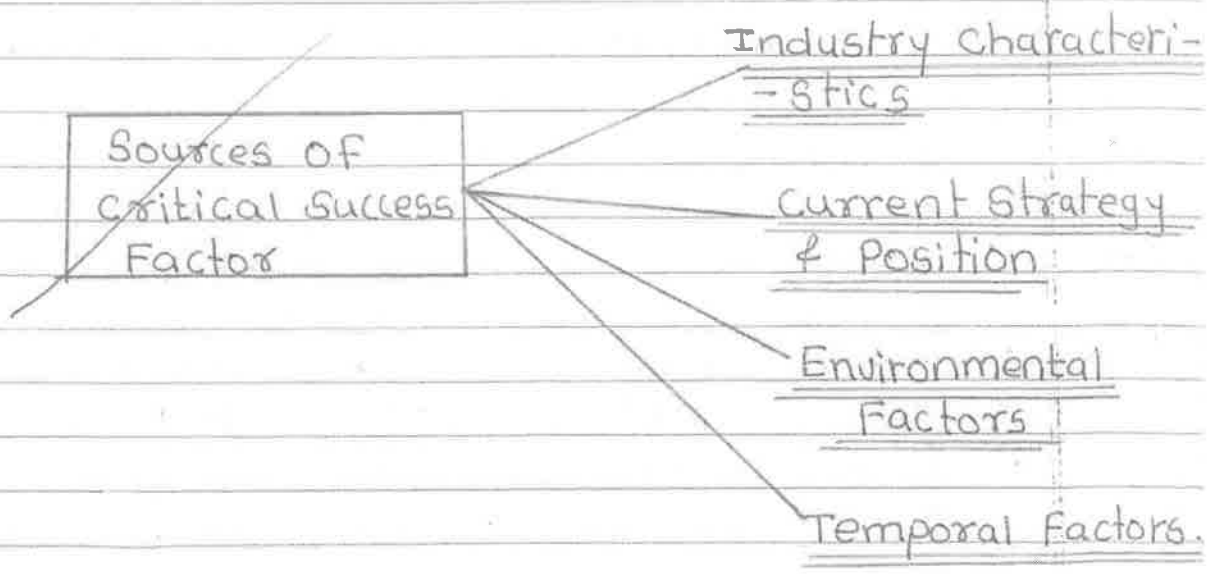 Sources of
Critical Success
Factor
Industry Characteri-
-stics
Current Strategy
& Position
Environmental
Factors
Temporal Factors.